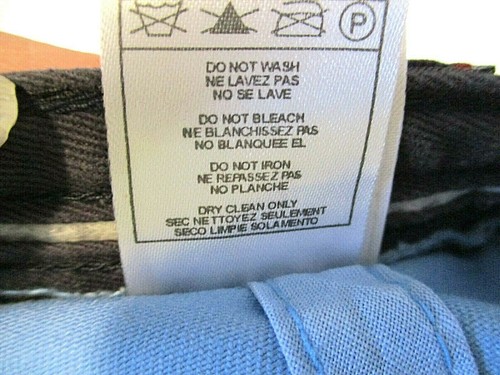 P
DO NOT WASH
NE LAVEZ PAS
NO SE LAVE
DO NOT BLEACH
NE BLANCHISSEZ PAS
NO BLANQUEE EL
DO NOT IRON
NE REPASSEZ PAS
NO PLANCHE
DRY CLEAN ONLY
SEC NETTOYEZ SEULEMENT
SECO LIMPIE SOLAMENTO